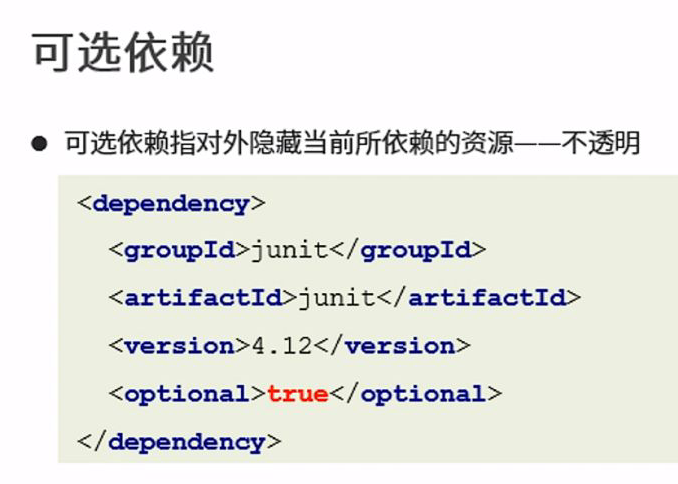 可选依赖
● 可选依赖指对外隐藏当前所依赖的资源——不透明
<dependency>
<groupId>junit</groupId>
<artifactId>junit</artifactId>
<version>4.12</version>
<optional>true</optional>
</dependency>